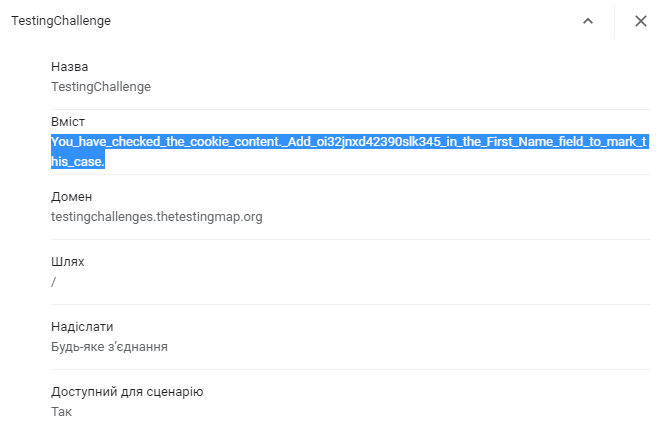 TestingChallenge
Назва
TestingChallenge
Вміст
You_have_checked_the_cookie_content._Add_oi32jnxd42390slk345_in_the_First_Name_field_to_mark_t
his_case.
Домен
testingchallenges.thetestingmap.org
Шлях
/
Надіслати
Будь-яке з’єднання
Доступний для сценарію
Так